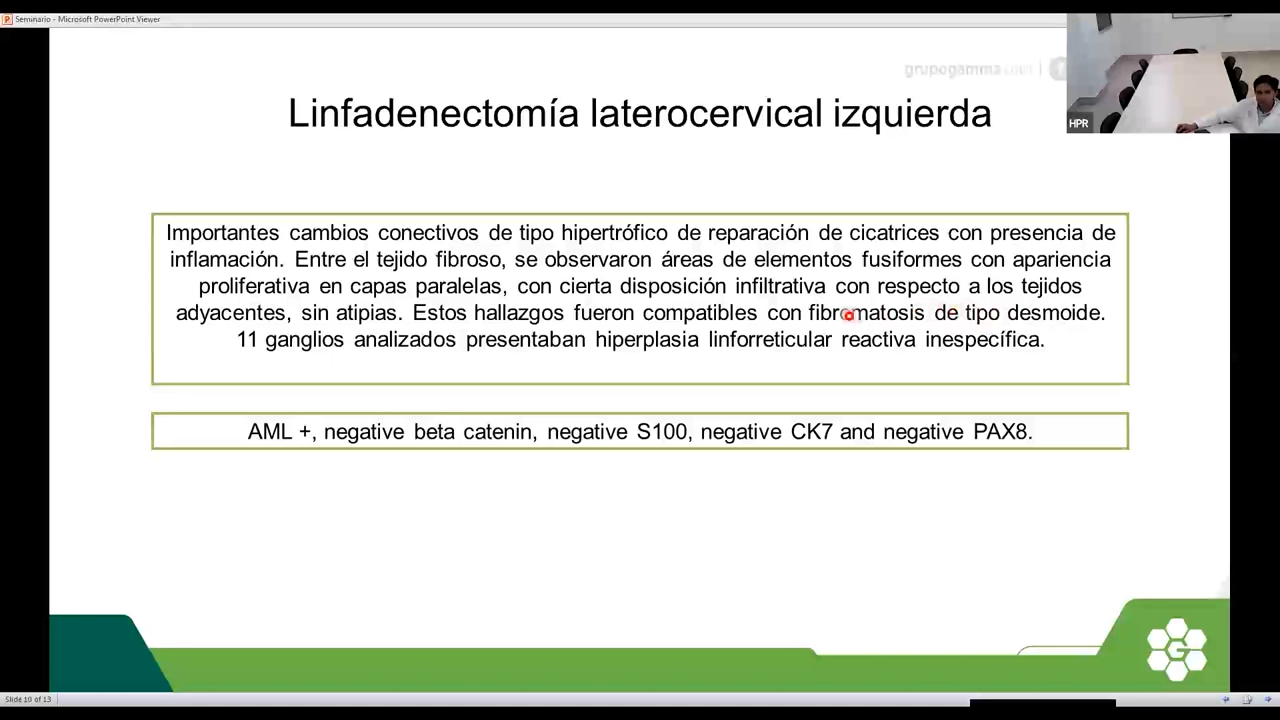 Seminario - Microsoft PowerPoint Viewer
grupogamma.com |
Linfadenectomía laterocervical izquierda
HPR
Importantes cambios conectivos de tipo hipertrófico de reparación de cicatrices con presencia de
inflamación. Entre el tejido fibroso, se observaron áreas de elementos fusiformes con apariencia
proliferativa en capas paralelas, con cierta disposición infiltrativa con respecto a los tejidos
adyacentes, sin atipias. Estos hallazgos fueron compatibles con fibromatosis de tipo desmoide.
11 ganglios analizados presentaban hiperplasia linforreticular reactiva inespecífica.
AML +, negative beta catenin, negative S100, negative CK7 and negative PAX8.
G
Slide 10 of 13